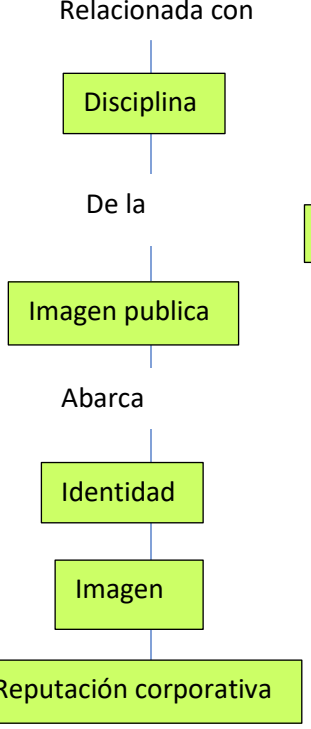 Relacionada con
Disciplina
De la
Imagen publica
Abarca
Identidad
Imagen
Reputación corporativa